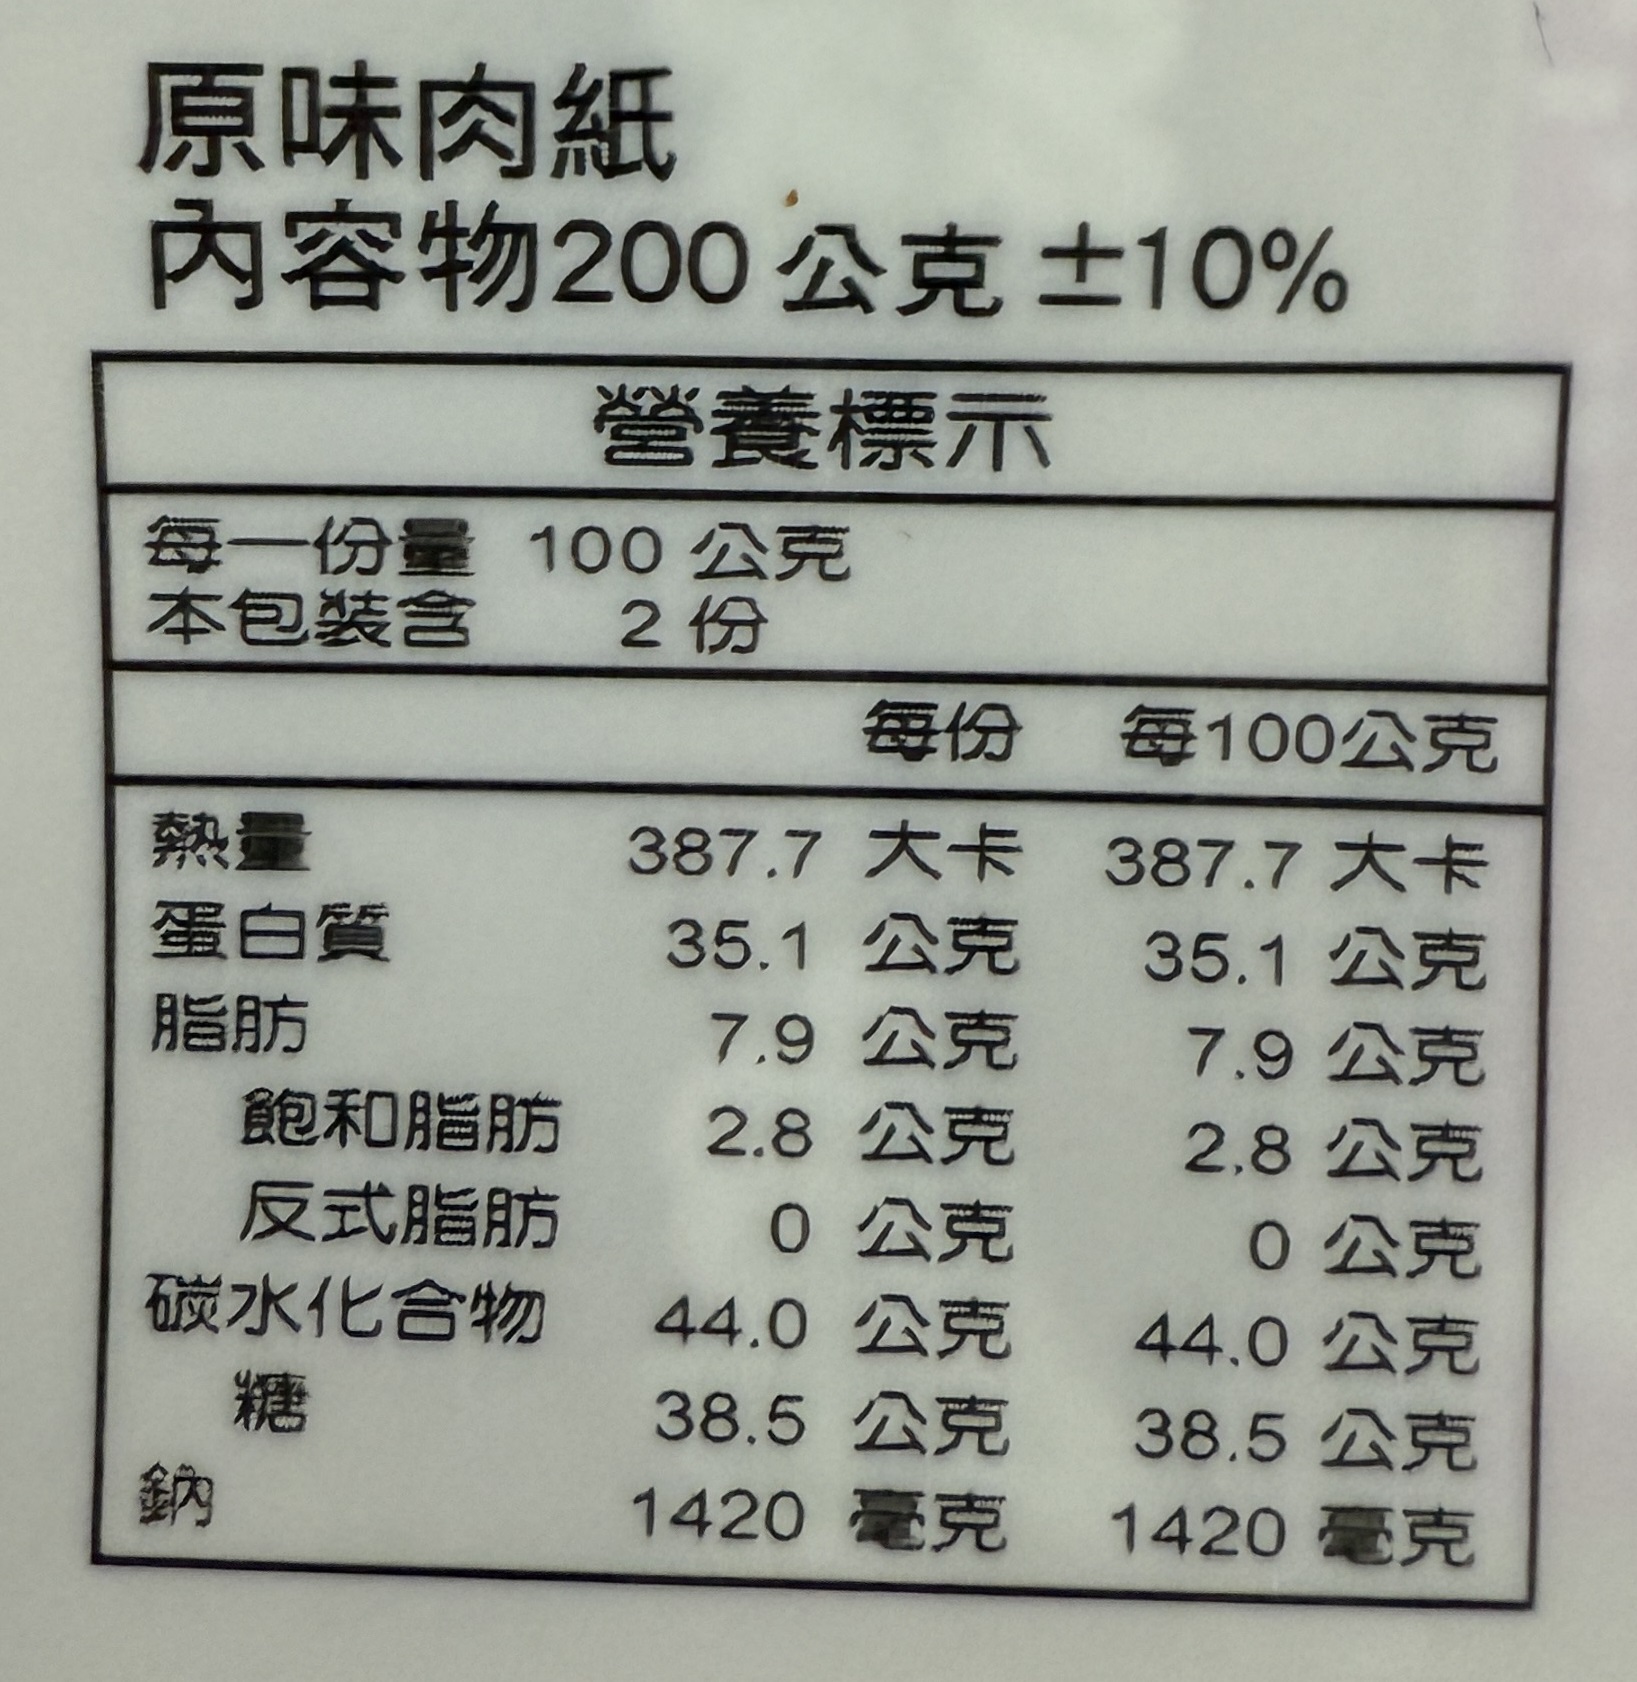 原味肉紙
內容物200 公克 ±10%
營養標示
每一份量 100 公克
本包裝含 2 份
每份 每100公克
熱量 387.7 大卡 387.7 大卡
蛋白質 35.1 公克 35.1 公克
脂肪 7.9 公克 7.9 公克
飽和脂肪 2.8 公克 2.8 公克
反式脂肪 0 公克 0 公克
碳水化合物 44.0 公克 44.0 公克
糖 38.5 公克 38.5 公克
鈉 1420 毫克 1420 毫克